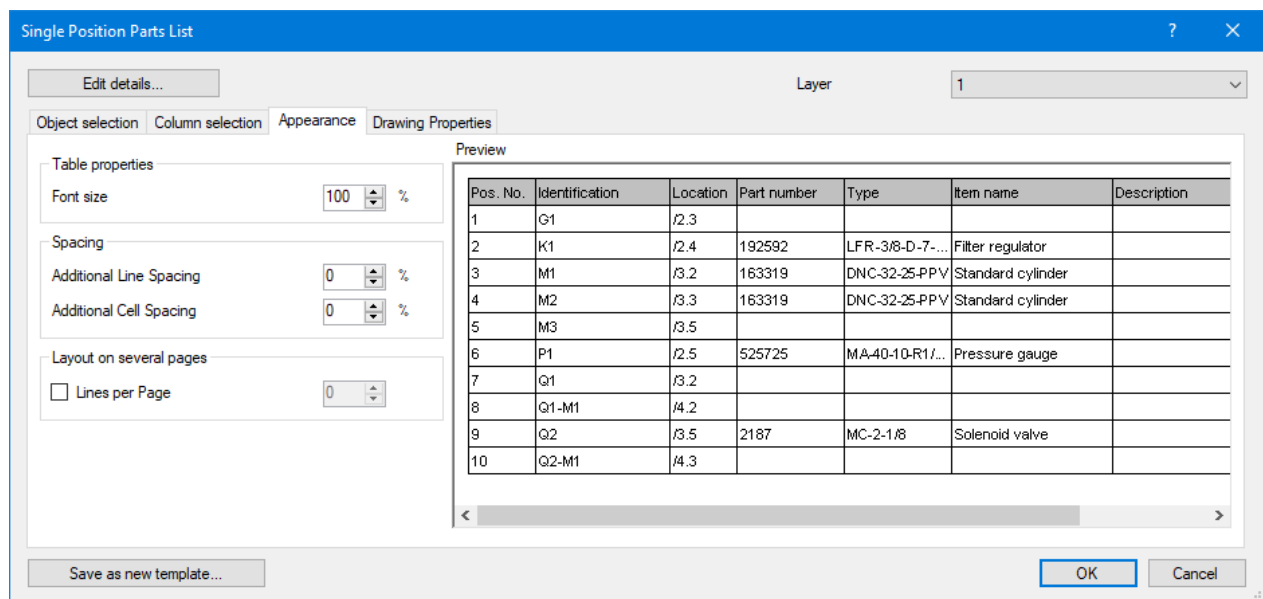 Single Position Parts List ?
Edit details... Layer 1
Object selection Column selection Appearance Drawing Properties
Table properties
Font size 100 %
Spacing
Additional Line Spacing 0 %
Additional Cell Spacing 0 %
Layout on several pages
Lines per Page 0
Preview
Pos. No. Identification Location Part number Type Item name Description
1 G1 /2.3
2 K1 /2.4 192592 LFR-3/8-D-7-... Filter regulator
3 M1 /3.2 163319 DNC-32-25-PPV Standard cylinder
4 M2 /3.3 163319 DNC-32-25-PPV Standard cylinder
5 M3 /3.5
6 P1 /2.5 525725 MA-40-10-R1/... Pressure gauge
7 Q1 /3.2
8 Q1-M1 /4.2
9 Q2 /3.5 2187 MC-2-1/8 Solenoid valve
10 Q2-M1 /4.3
Save as new template... OK Cancel